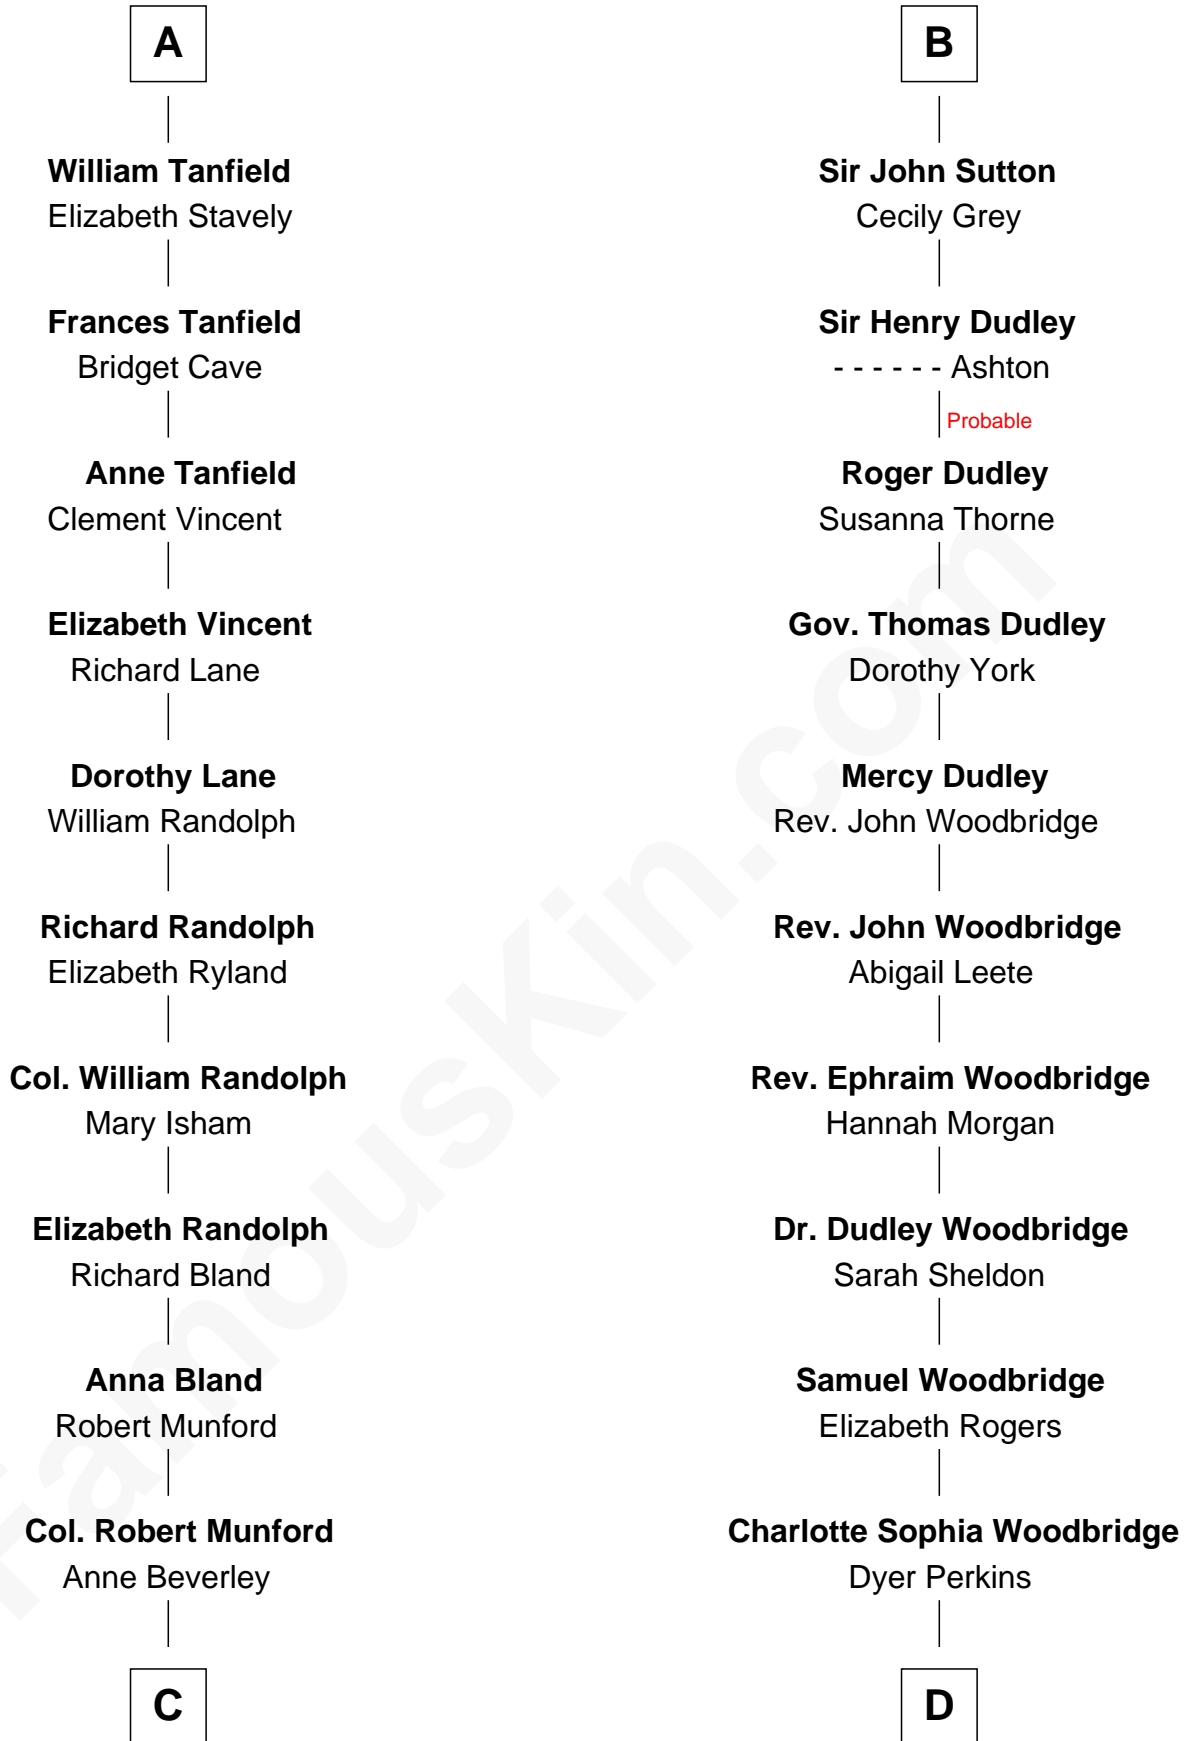 A
William Tanfield
Elizabeth Stavely
Frances Tanfield
Bridget Cave
Anne Tanfield
Clement Vincent
Elizabeth Vincent
Richard Lane
Dorothy Lane
William Randolph
Richard Randolph
Elizabeth Ryland
Col. William Randolph
Mary Isham
Elizabeth Randolph
Richard Bland
Anna Bland
Robert Munford
Col. Robert Munford
Anne Beverley
C
B
Sir John Sutton
Cecily Grey
Sir Henry Dudley
- - - - - - Ashton
Probable
Roger Dudley
Susanna Thorne
Gov. Thomas Dudley
Dorothy York
Mercy Dudley
Rev. John Woodbridge
Rev. John Woodbridge
Abigail Leete
Rev. Ephraim Woodbridge
Hannah Morgan
Dr. Dudley Woodbridge
Sarah Sheldon
Samuel Woodbridge
Elizabeth Rogers
Charlotte Sophia Woodbridge
Dyer Perkins
D
FamousKin.com